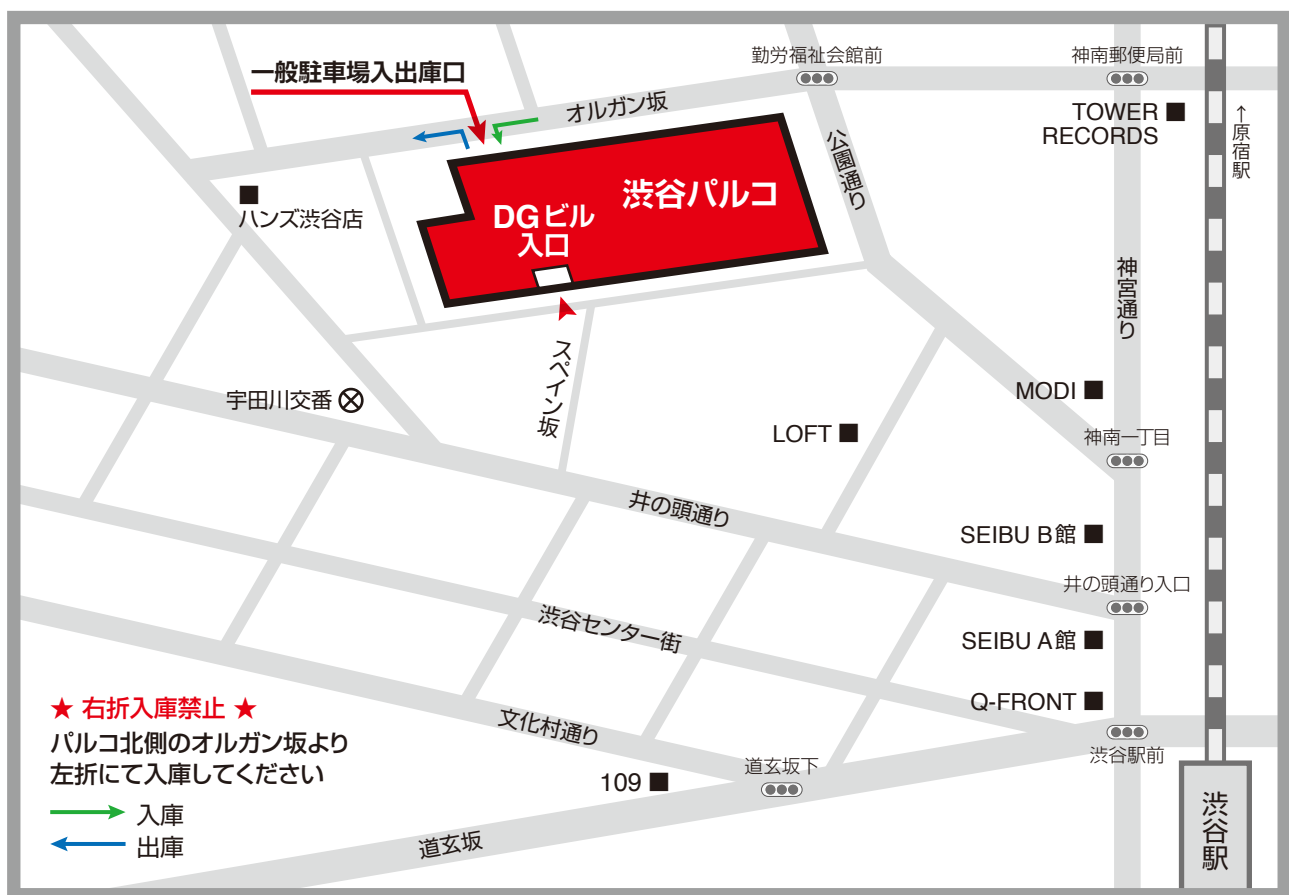 勤労福祉会館前
神南郵便局前
一般駐車場入出庫口
オルガン坂
TOWER
RECORDS
↑原宿駅
公園通り
渋谷パルコ
DGビル
入口
ハンズ渋谷店
神宮通り
スペイン坂
宇田川交番
MODI
LOFT
神南一丁目
井の頭通り
SEIBU B館
井の頭通り入口
渋谷センター街
SEIBU A館
Q-FRONT
★ 右折入庫禁止 ★
パルコ北側のオルガン坂より
左折にて入庫してください
入庫
出庫
文化村通り
渋谷駅前
道玄坂下
109
道玄坂
渋谷駅